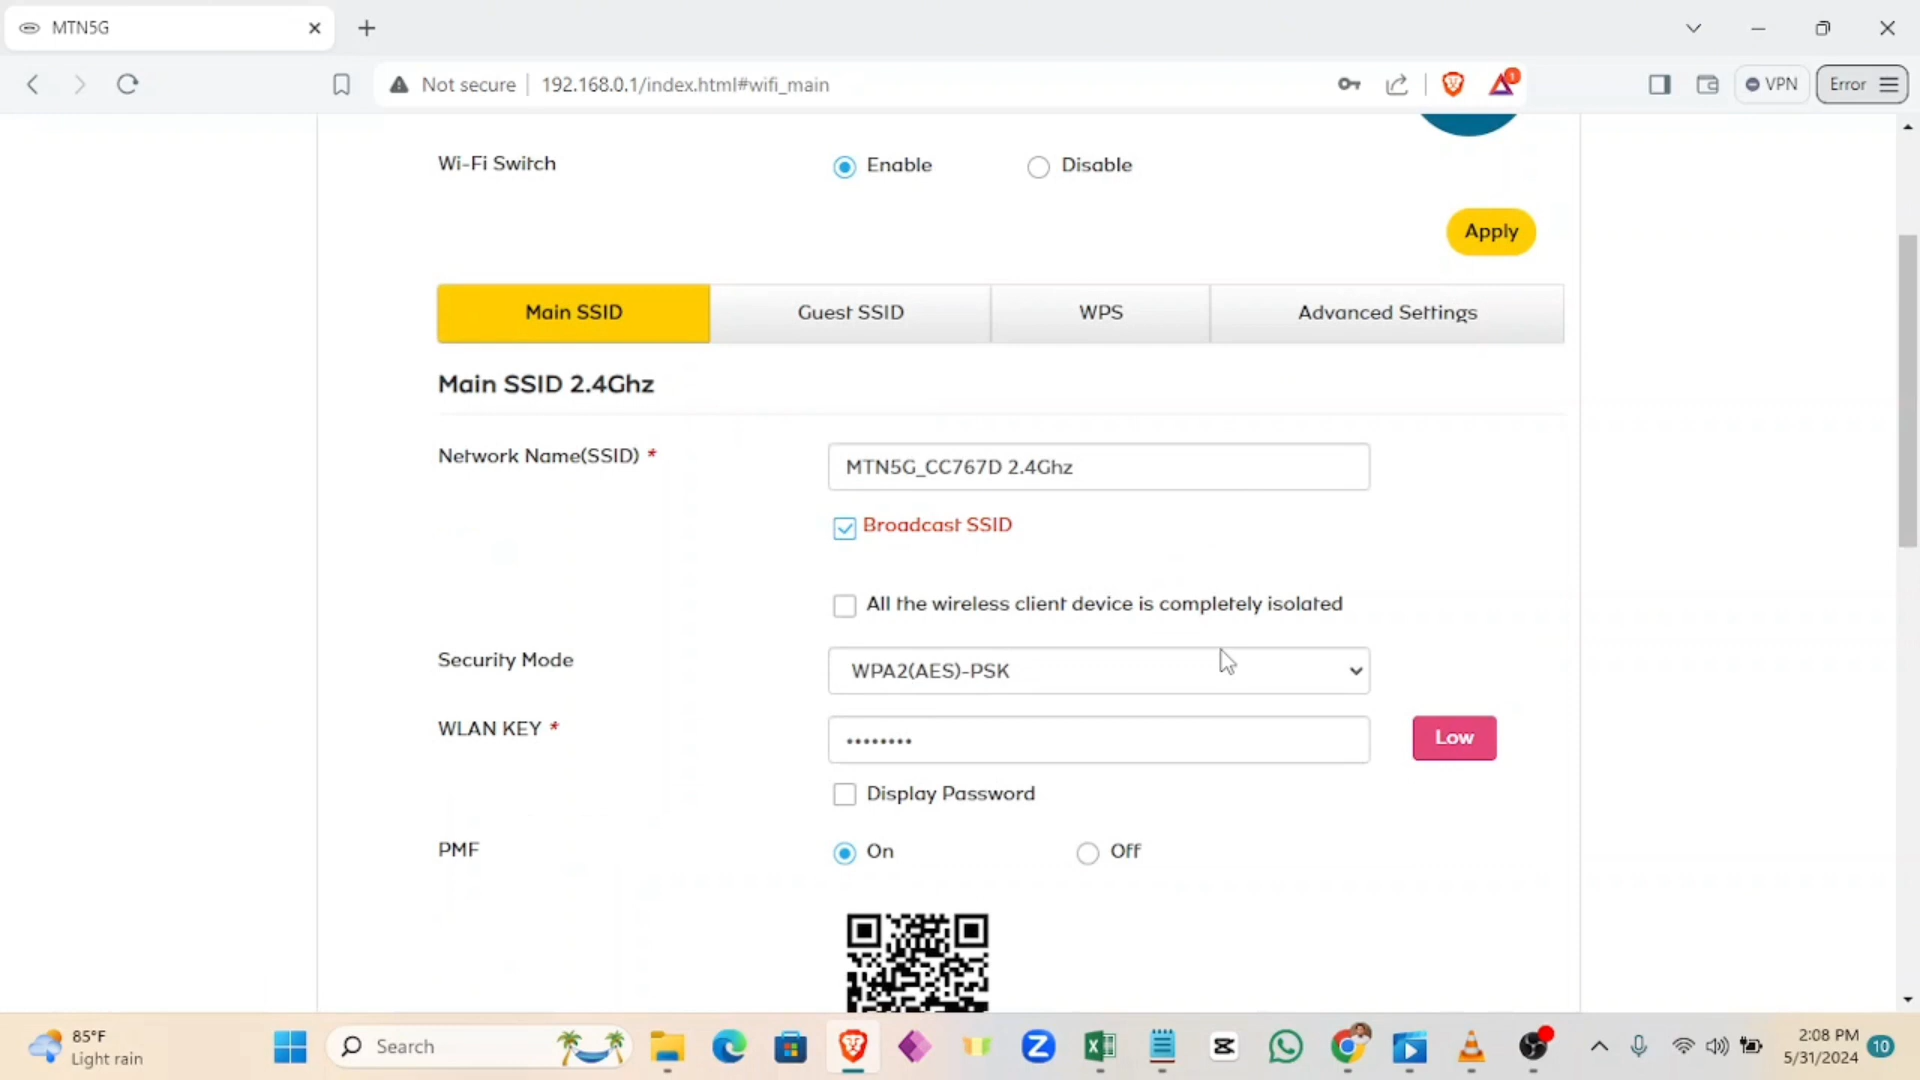 MTN5G
Not secure 192.168.0.1/index.html#wifi_main 1 VPN Error
Wi-Fi Switch Enable Disable
Apply
Main SSID Guest SSID WPS Advanced Settings
Main SSID 2.4Ghz
Network Name(SSID) * MTN5G_CC767D 2.4Ghz
Broadcast SSID
All the wireless client device is completely isolated
Security Mode WPA2(AES)-PSK
WLAN KEY * •••••••• Low
Display Password
PMF On Off
85°F
Light rain
Search
2:08 PM
5/31/2024
10